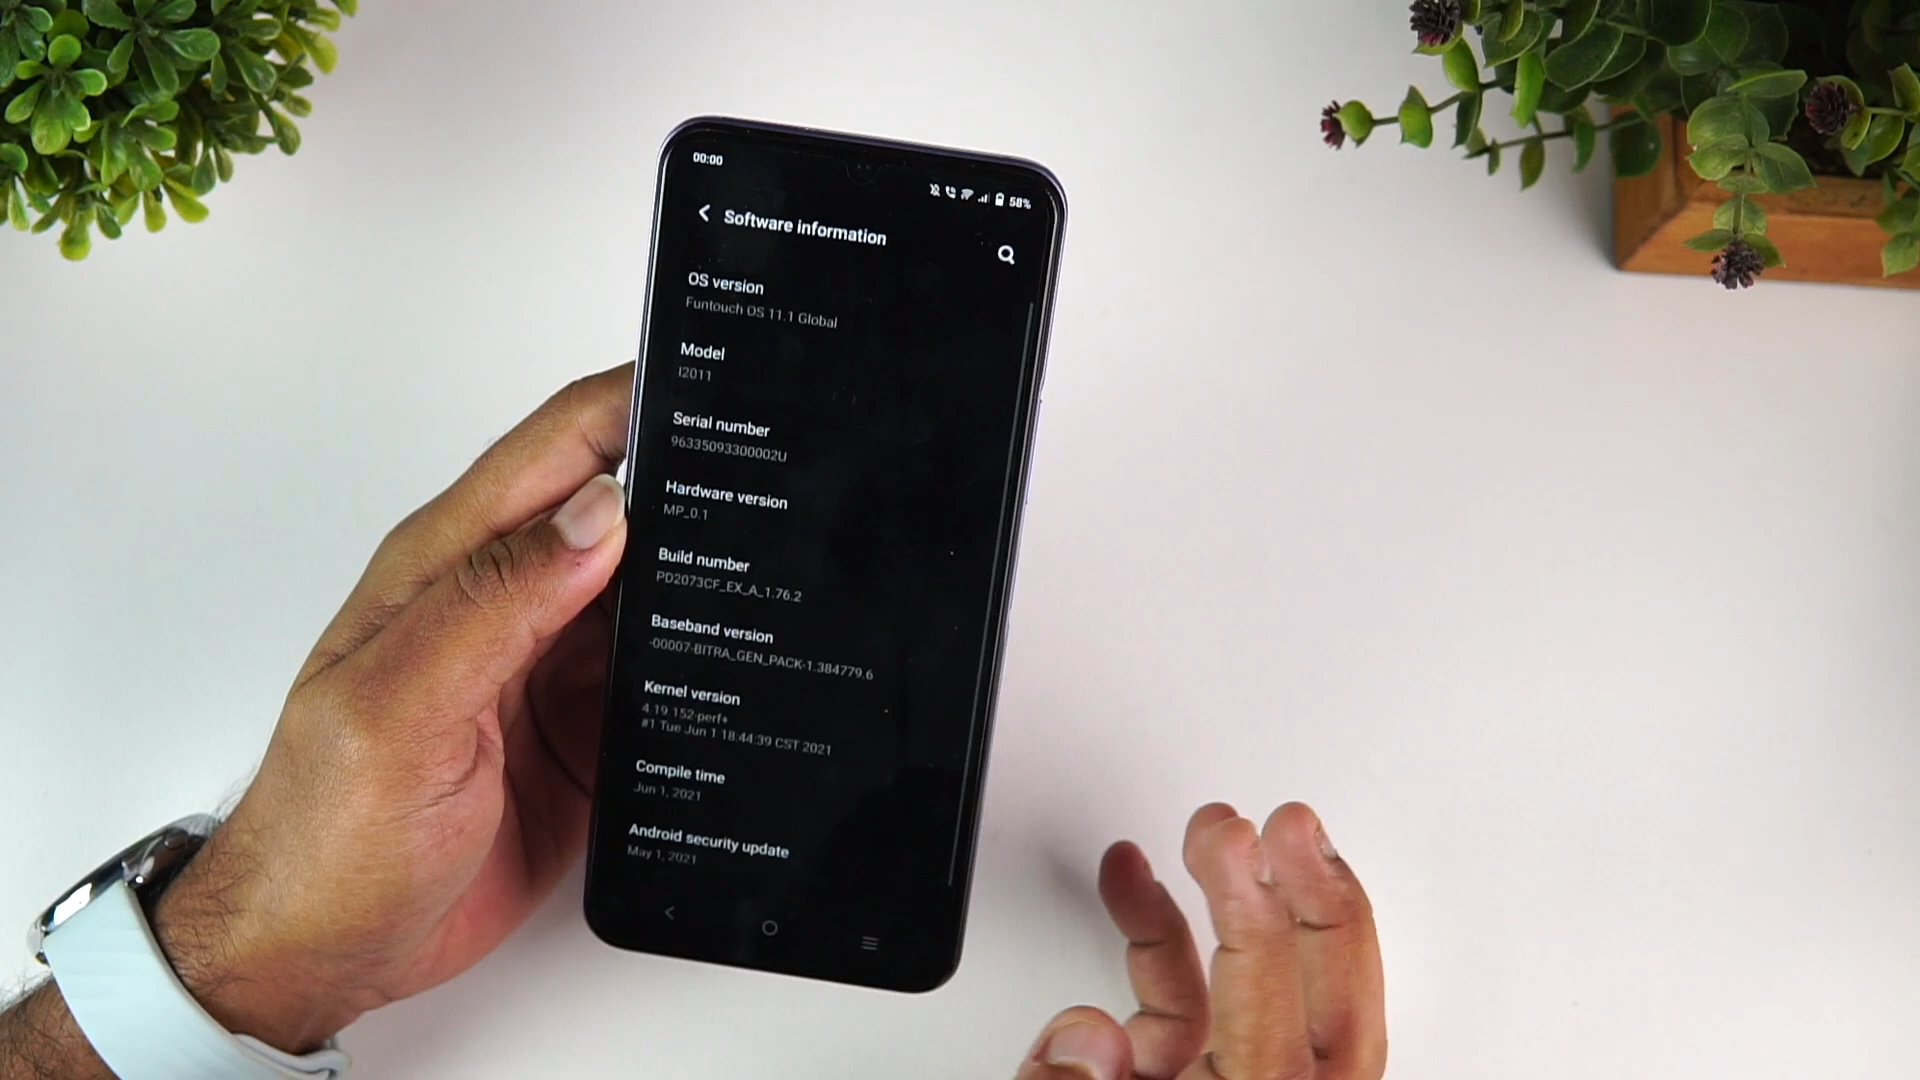 00:00
58%
Software information
OS version
Funtouch OS 11.1 Global
Model
I2011
Serial number
96335093300002U
Hardware version
MP_0.1
Build number
PD2073CF_EX_A_1.76.2
Baseband version
-00007-BITRA_GEN_PACK-1.384779.6
Kernel version
4.19.152-perf+
#1 Tue Jun 1 18:44:39 CST 2021
Compile time
Jun 1, 2021
Android security update
May 1, 2021